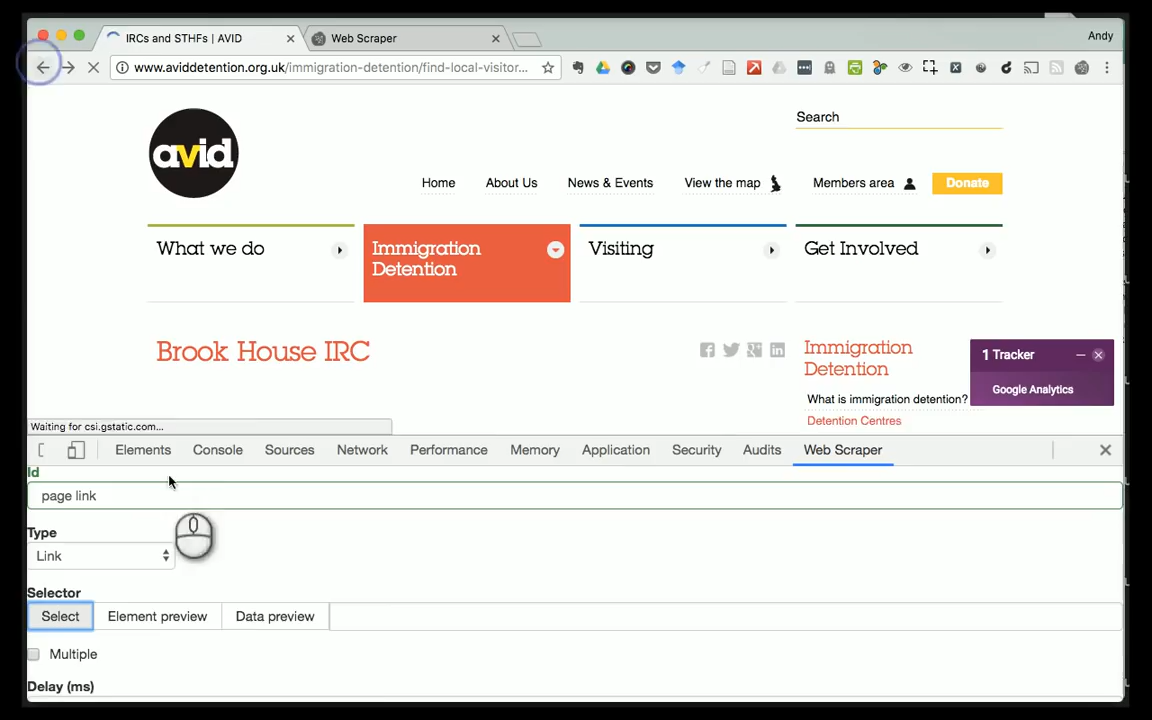 IRCs and STHFs | AVID
Web Scraper
Andy
www.aviddetention.org.uk/immigration-detention/find-local-visitor...
avid
Search
Home
About Us
News & Events
View the map
Members area
Donate
What we do
Immigration
Detention
Visiting
Get Involved
Brook House IRC
Immigration
Detention
What is immigration detention?
Detention Centres
1 Tracker
Google Analytics
Waiting for csi.gstatic.com...
Elements
Console
Sources
Network
Performance
Memory
Application
Security
Audits
Web Scraper
Id
page link
Type
Link
Selector
Select
Element preview
Data preview
Multiple
Delay (ms)